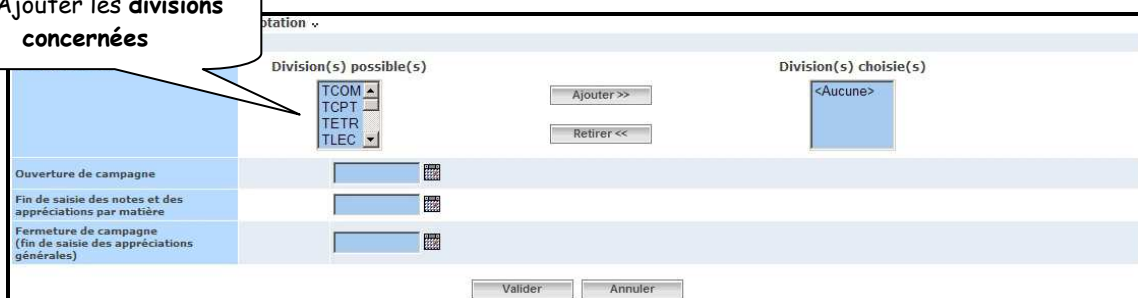 Ajouter les divisions
concernées
otation
Division(s) possible(s)
Division(s) choisie(s)
TCOM
TCPT
TETR
TLEC
Ajouter >>
Retirer <<
<Aucune>
Ouverture de campagne
Fin de saisie des notes et des
appréciations par matière
Fermeture de campagne
(fin de saisie des appréciations
générales)
Valider
Annuler